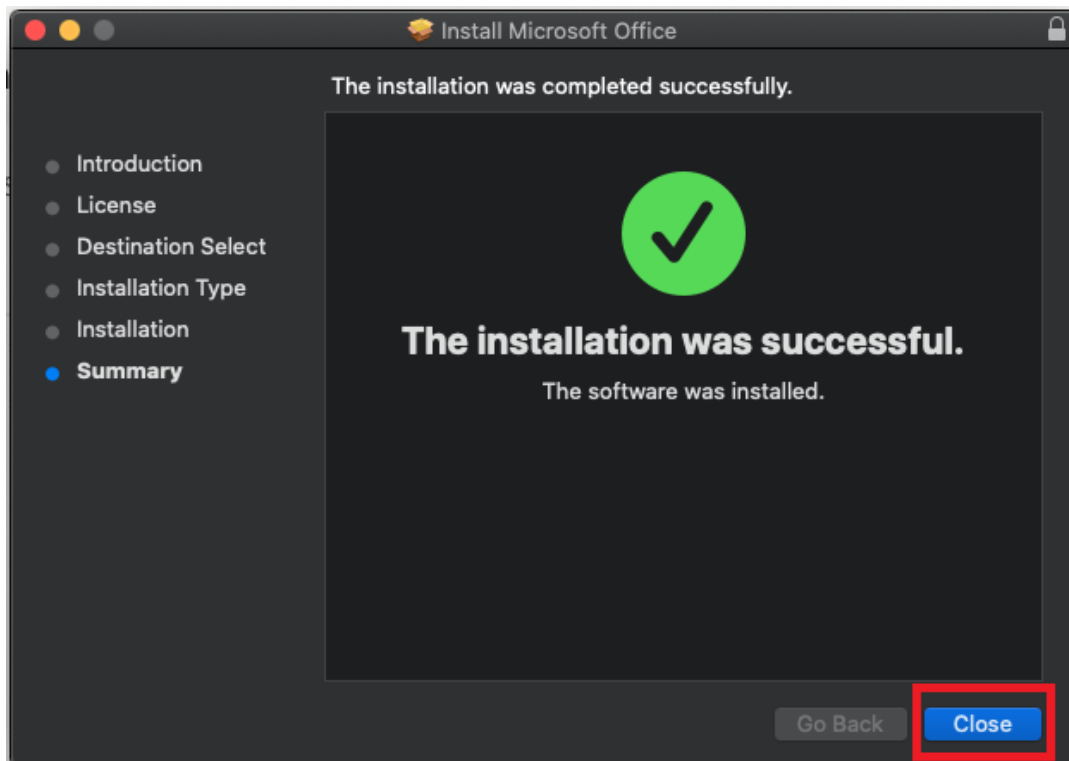 Install Microsoft Office
The installation was completed successfully.
Introduction
License
Destination Select
Installation Type
Installation
Summary
The installation was successful.
The software was installed.
Go Back
Close